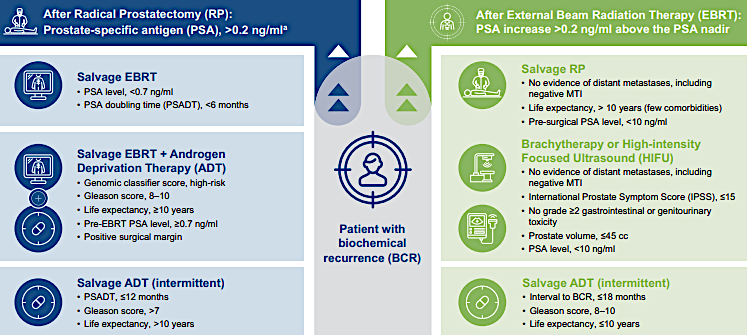 After Radical Prostatectomy (RP):
Prostate-specific antigen (PSA), >0.2 ng/mlª
Salvage EBRT
• PSA level, <0.7 ng/ml
• PSA doubling time (PSADT), <6 months
Salvage EBRT + Androgen
Deprivation Therapy (ADT)
• Genomic classifier score, high-risk
• Gleason score, 8–10
• Life expectancy, ≥10 years
• Pre-EBRT PSA level, ≥0.7 ng/ml
• Positive surgical margin
Salvage ADT (intermittent)
• PSADT, ≤12 months
• Gleason score, >7
• Life expectancy, >10 years
Patient with
biochemical
recurrence (BCR)
After External Beam Radiation Therapy (EBRT):
PSA increase >0.2 ng/ml above the PSA nadir
Salvage RP
• No evidence of distant metastases, including
negative MTI
• Life expectancy, > 10 years (few comorbidities)
• Pre-surgical PSA level, <10 ng/ml
Brachytherapy or High-intensity
Focused Ultrasound (HIFU)
• No evidence of distant metastases, including
negative MTI
• International Prostate Symptom Score (IPSS), ≤15
• No grade ≥2 gastrointestinal or genitourinary
toxicity
• Prostate volume, ≤45 cc
• PSA level, <10 ng/ml
Salvage ADT (intermittent)
• Interval to BCR, ≤18 months
• Gleason score, 8–10
• Life expectancy, ≤10 years